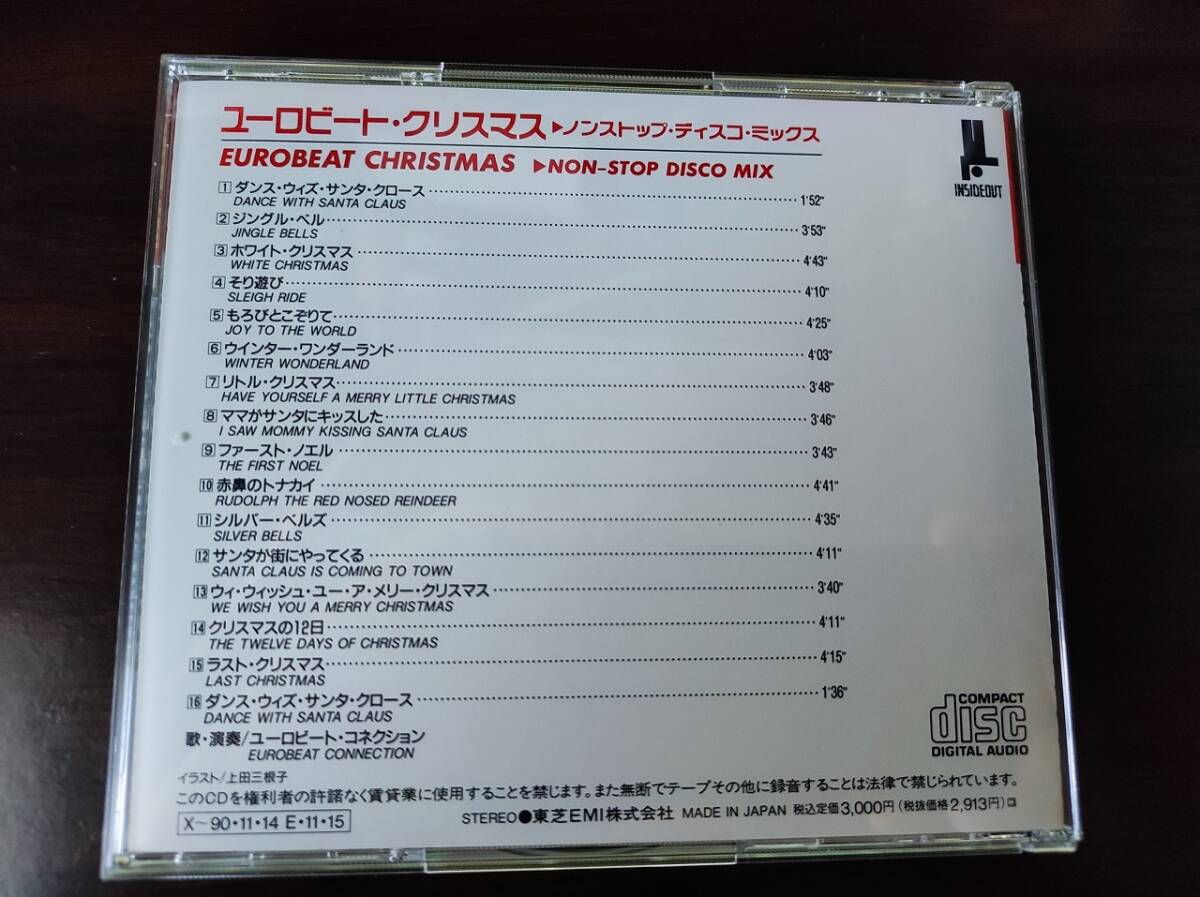 ユーロビート・クリスマス▶ノンストップ・ディスコ・ミックス
EUROBEAT CHRISTMAS ▶NON-STOP DISCO MIX
INSIDEOUT
1 ダンス・ウィズ・サンタ・クロース 1'52"
DANCE WITH SANTA CLAUS
2 ジングル・ベル 3'53"
JINGLE BELLS
3 ホワイト・クリスマス 4'43"
WHITE CHRISTMAS
4 そり遊び 4'10"
SLEIGH RIDE
5 もろびとこぞりて 4'25"
JOY TO THE WORLD
6 ウインター・ワンダーランド 4'03"
WINTER WONDERLAND
7 リトル・クリスマス 3'48"
HAVE YOURSELF A MERRY LITTLE CHRISTMAS
8 ママがサンタにキッスした 3'46"
I SAW MOMMY KISSING SANTA CLAUS
9 ファースト・ノエル 3'43"
THE FIRST NOEL
10 赤鼻のトナカイ 4'41"
RUDOLPH THE RED NOSED REINDEER
11 シルバー・ベルズ 4'35"
SILVER BELLS
12 サンタが街にやってくる 4'11"
SANTA CLAUS IS COMING TO TOWN
13 ウィ・ウィッシュ・ユー・ア・メリー・クリスマス 3'40"
WE WISH YOU A MERRY CHRISTMAS
14 クリスマスの12日 4'11"
THE TWELVE DAYS OF CHRISTMAS
15 ラスト・クリスマス 4'15"
LAST CHRISTMAS
16 ダンス・ウィズ・サンタ・クロース 1'36"
DANCE WITH SANTA CLAUS
歌・演奏/ユーロビート・コネクション
EUROBEAT CONNECTION
COMPACT
disc
DIGITAL AUDIO
イラスト/上田三根子
このCDを権利者の許諾なく賃貸業に使用することを禁じます。また無断でテープその他に録音することは法律で禁じられています。
X〜90・11・14 E・11・15
STEREO●東芝EMI株式会社 MADE IN JAPAN 税込定価3,000円(税抜価格2,913円)